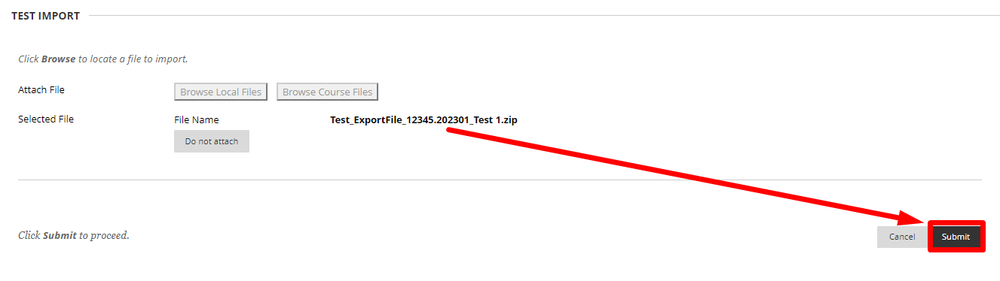 TEST IMPORT
Click Browse to locate a file to import.
Attach File Browse Local Files Browse Course Files
Selected File File Name Test_ExportFile_12345.202301_Test 1.zip
Do not attach
Click Submit to proceed. Cancel Submit